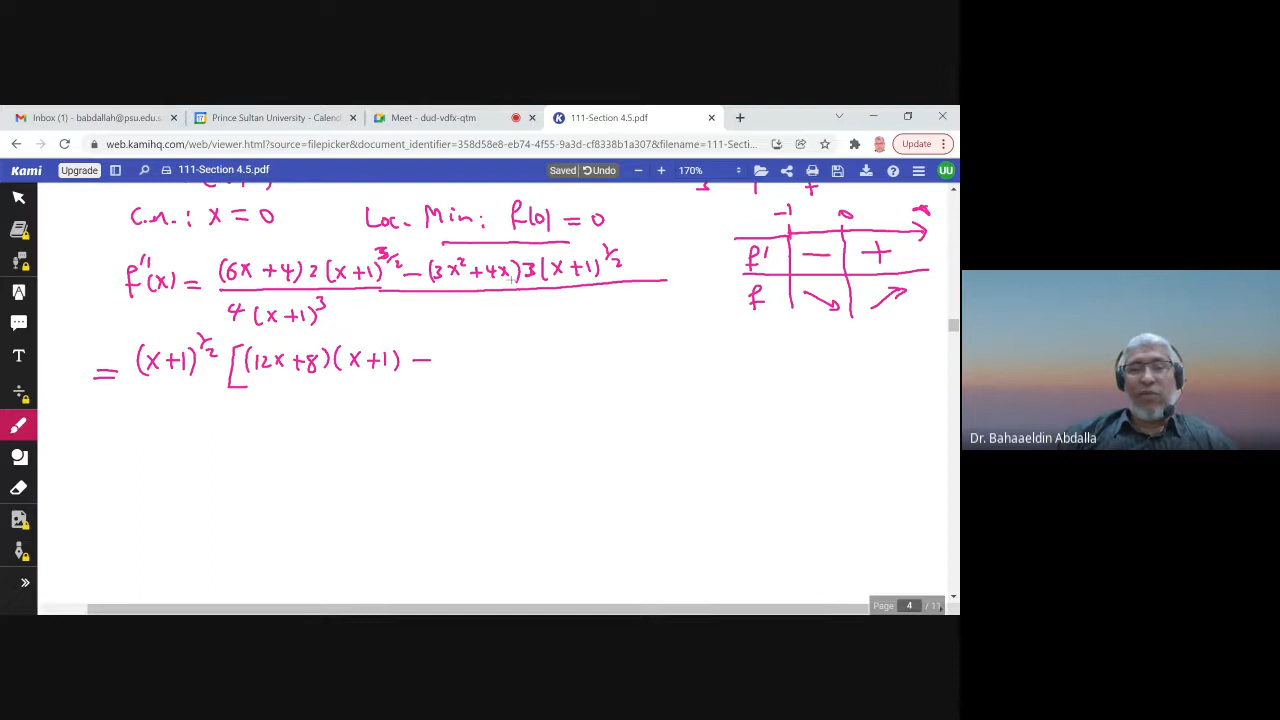 Inbox (1) - babdallah@psu.edu.s
Prince Sultan University - Calend
Meet - dud-vdfx-qtm
111-Section 4.5.pdf
web.kamihq.com/web/viewer.html?source=filepicker&document_identifier=358d58e8-eb74-4f55-9a3d-cf8338b1a307&filename=111-Secti...
Update
Kami
Upgrade
111-Section 4.5.pdf
Saved
Undo
170%
UU
c.n.: x = 0 Loc. Min: f(0) = 0
-1 0 ∞
f' − +
f
f''(x) = (6x + 4) 2 (x + 1)^{3/2} − (3x² + 4x) 3 (x + 1)^{1/2}
4 (x + 1)^3
= (x + 1)^{1/2} [(12x + 8)(x + 1) −
Dr. Bahaaeldin Abdalla
Page 4 / 11